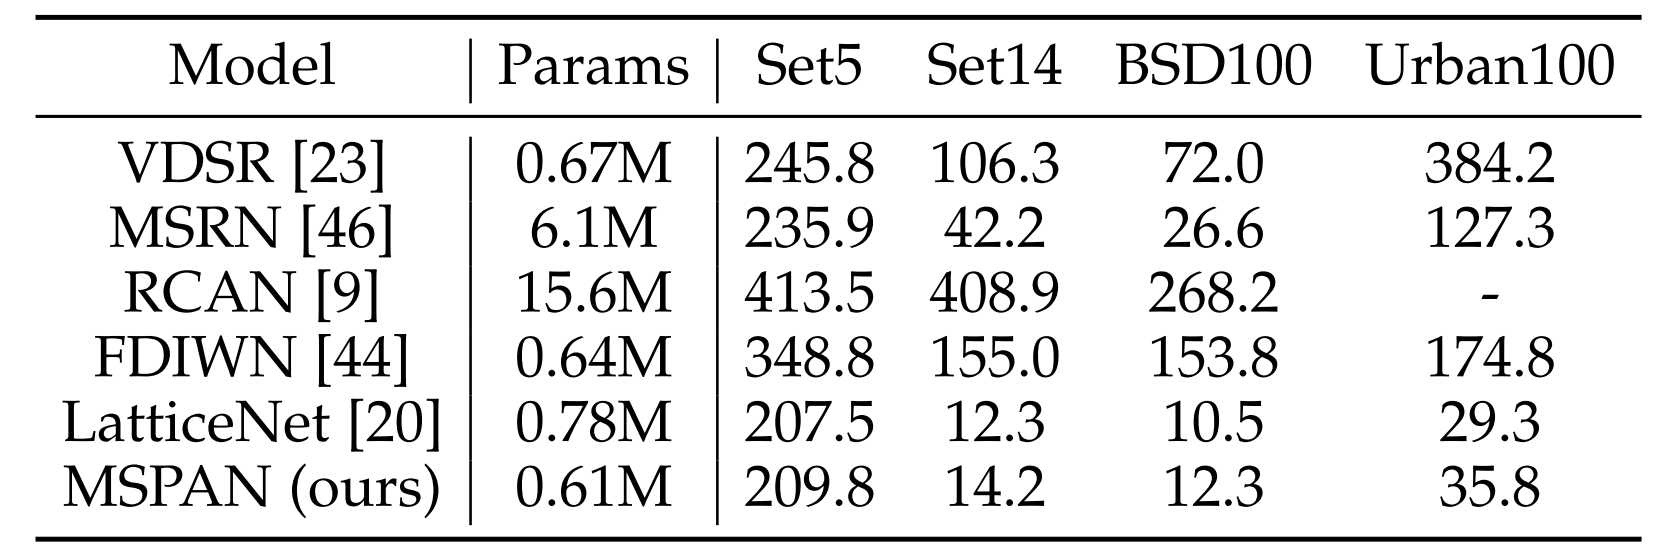 Model Params Set5 Set14 BSD100 Urban100
VDSR [23] 0.67M 245.8 106.3 72.0 384.2
MSRN [46] 6.1M 235.9 42.2 26.6 127.3
RCAN [9] 15.6M 413.5 408.9 268.2 -
FDIWN [44] 0.64M 348.8 155.0 153.8 174.8
LatticeNet [20] 0.78M 207.5 12.3 10.5 29.3
MSPAN (ours) 0.61M 209.8 14.2 12.3 35.8